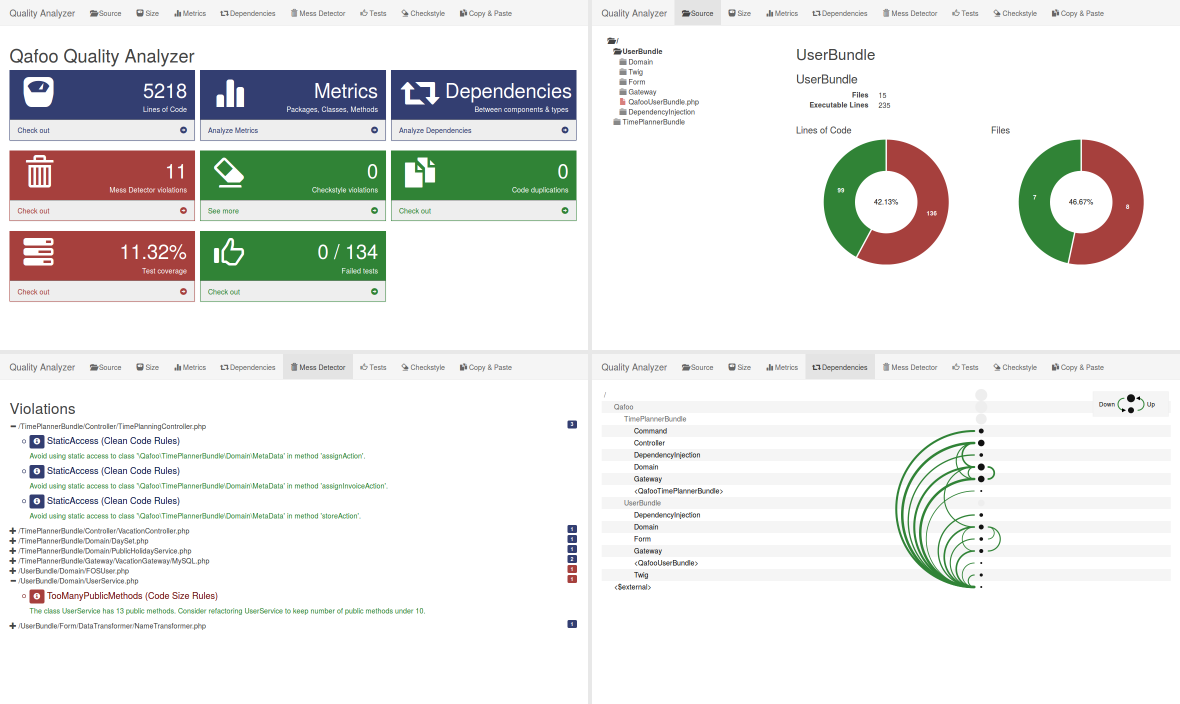 Quality Analyzer Source Size Metrics Dependencies Mess Detector Tests Checkstyle Copy & Paste
Qafoo Quality Analyzer
5218
Lines of Code
Check out
Metrics
Packages, Classes, Methods
Analyze Metrics
Dependencies
Between components & types
Analyze Dependencies
11
Mess Detector violations
Check out
0
Checkstyle violations
See more
0
Code duplications
Check out
11.32%
Test coverage
Check out
0 / 134
Failed tests
Check out
Quality Analyzer Source Size Metrics Dependencies Mess Detector Tests Checkstyle Copy & Paste
/
UserBundle
Domain
Twig
Form
Gateway
QafooUserBundle.php
DependencyInjection
TimePlannerBundle
UserBundle
UserBundle
Files 15
Executable Lines 235
Lines of Code
99
42.13%
136
Files
7
46.67%
8
Quality Analyzer Source Size Metrics Dependencies Mess Detector Tests Checkstyle Copy & Paste
Violations
/TimePlannerBundle/Controller/TimePlanningController.php 3
StaticAccess (Clean Code Rules)
Avoid using static access to class '\Qafoo\TimePlannerBundle\Domain\MetaData' in method 'assignAction'.
StaticAccess (Clean Code Rules)
Avoid using static access to class '\Qafoo\TimePlannerBundle\Domain\MetaData' in method 'assignInvoiceAction'.
StaticAccess (Clean Code Rules)
Avoid using static access to class '\Qafoo\TimePlannerBundle\Domain\MetaData' in method 'storeAction'.
/TimePlannerBundle/Controller/VacationController.php 1
/TimePlannerBundle/Domain/DaySet.php 1
/TimePlannerBundle/Domain/PublicHolidayService.php 1
/TimePlannerBundle/Gateway/VacationGateway/MySQL.php 2
/UserBundle/Domain/FOSUser.php 1
/UserBundle/Domain/UserService.php 1
TooManyPublicMethods (Code Size Rules)
The class UserService has 13 public methods. Consider refactoring UserService to keep number of public methods under 10.
/UserBundle/Form/DataTransformer/NameTransformer.php 1
Quality Analyzer Source Size Metrics Dependencies Mess Detector Tests Checkstyle Copy & Paste
/
Qafoo
TimePlannerBundle
Command
Controller
DependencyInjection
Domain
Gateway
<QafooTimePlannerBundle>
UserBundle
DependencyInjection
Domain
Form
Gateway
<QafooUserBundle>
Twig
<$external>
Down Up